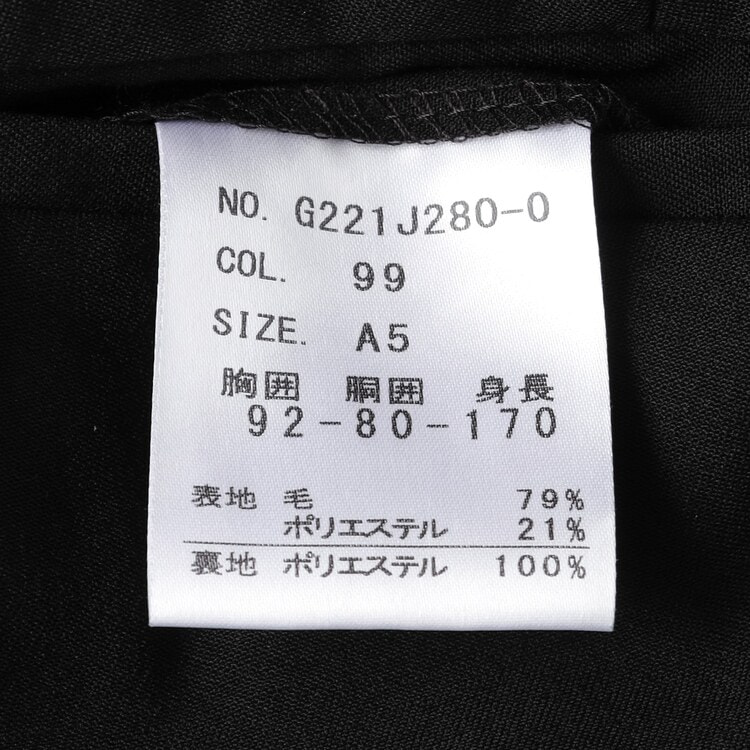 NO. G221J280-0
COL. 99
SIZE. A5
胸囲 胴囲 身長
92-80-170
表地 毛 79%
ポリエステル 21%
裏地 ポリエステル 100%